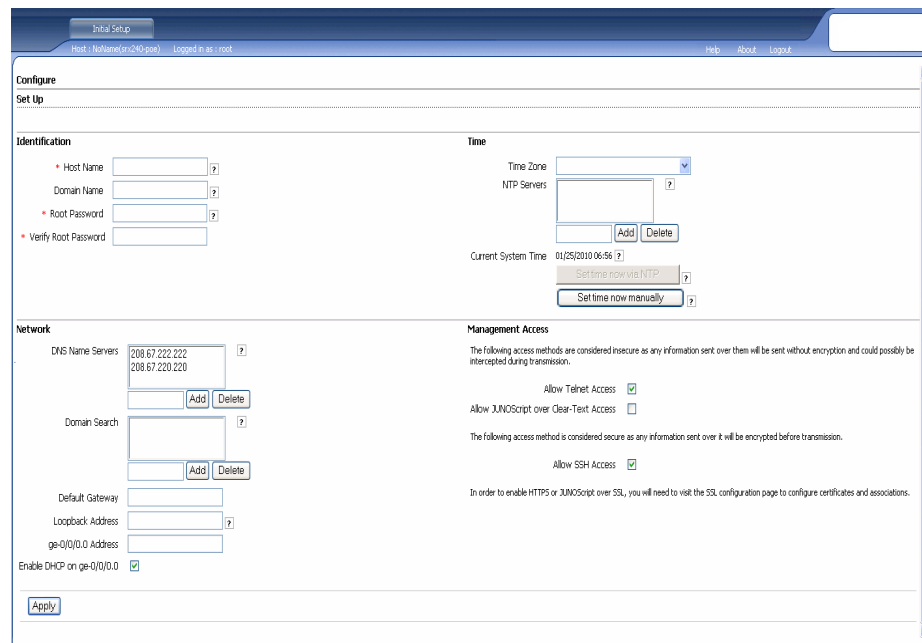 Initial Setup
Host : NoName(srx240-poe) Logged in as : root
Help About Logout
Configure
Set Up
Identification
* Host Name ?
Domain Name ?
* Root Password ?
* Verify Root Password
Time
Time Zone
NTP Servers ?
Add Delete
Current System Time 01/25/2010 06:56 ?
Set time now via NTP ?
Set time now manually ?
Network
DNS Name Servers ?
208.67.222.222
208.67.220.220
Add Delete
Domain Search ?
Add Delete
Default Gateway
Loopback Address ?
ge-0/0/0.0 Address
Enable DHCP on ge-0/0/0.0
Apply
Management Access
The following access methods are considered insecure as any information sent over them will be sent without encryption and could possibly be
intercepted during transmission.
Allow Telnet Access
Allow JUNOScript over Clear-Text Access
The following access method is considered secure as any information sent over it will be encrypted before transmission.
Allow SSH Access
In order to enable HTTPS or JUNOScript over SSL, you will need to visit the SSL configuration page to configure certificates and associations.